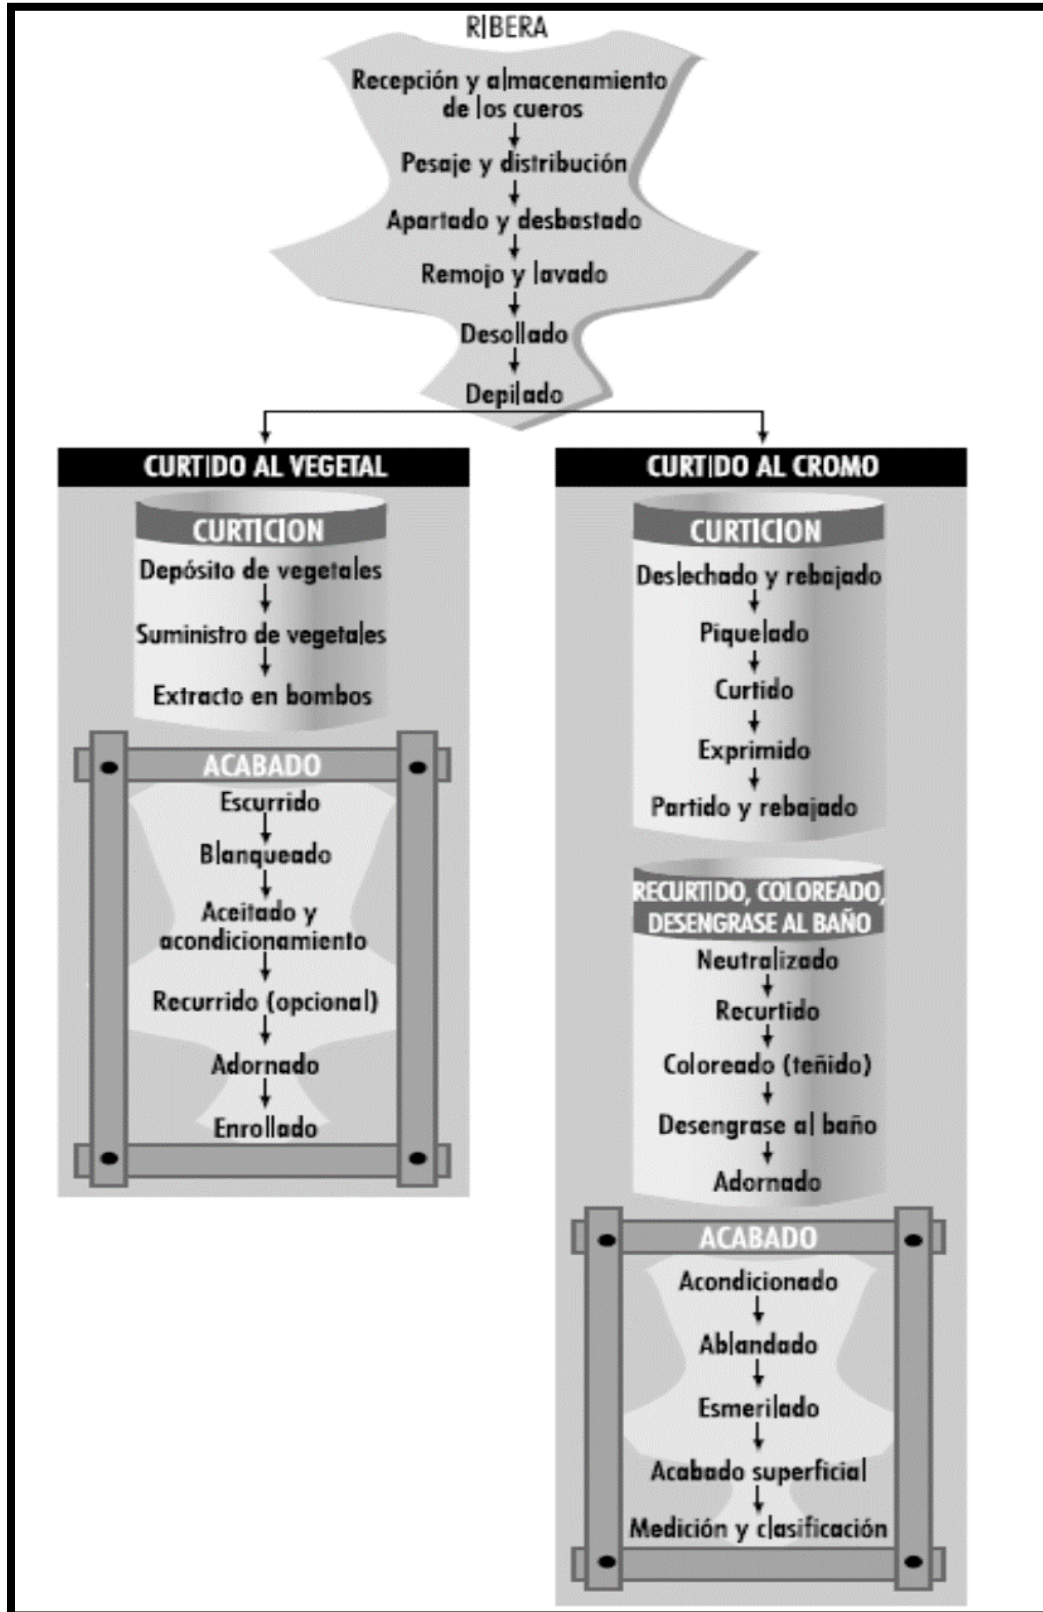 RIBERA
Recepción y almacenamiento
de los cueros
Pesaje y distribución
Apartado y desbastado
Remojo y lavado
Desollado
Depilado
CURTIDO AL VEGETAL
CURTICION
Depósito de vegetales
Suministro de vegetales
Extracto en bombos
ACABADO
Escurrido
Blanqueado
Aceitado y
acondicionamiento
Recurrido (opcional)
Adornado
Enrollado
CURTIDO AL CROMO
CURTICION
Deslechado y rebajado
Piquelado
Curtido
Exprimido
Partido y rebajado
RECURTIDO, COLOREADO,
DESENGRASE AL BAÑO
Neutralizado
Recurtido
Coloreado (teñido)
Desengrase al baño
Adornado
ACABADO
Acondicionado
Ablandado
Esmerilado
Acabado superficial
Medición y clasificación